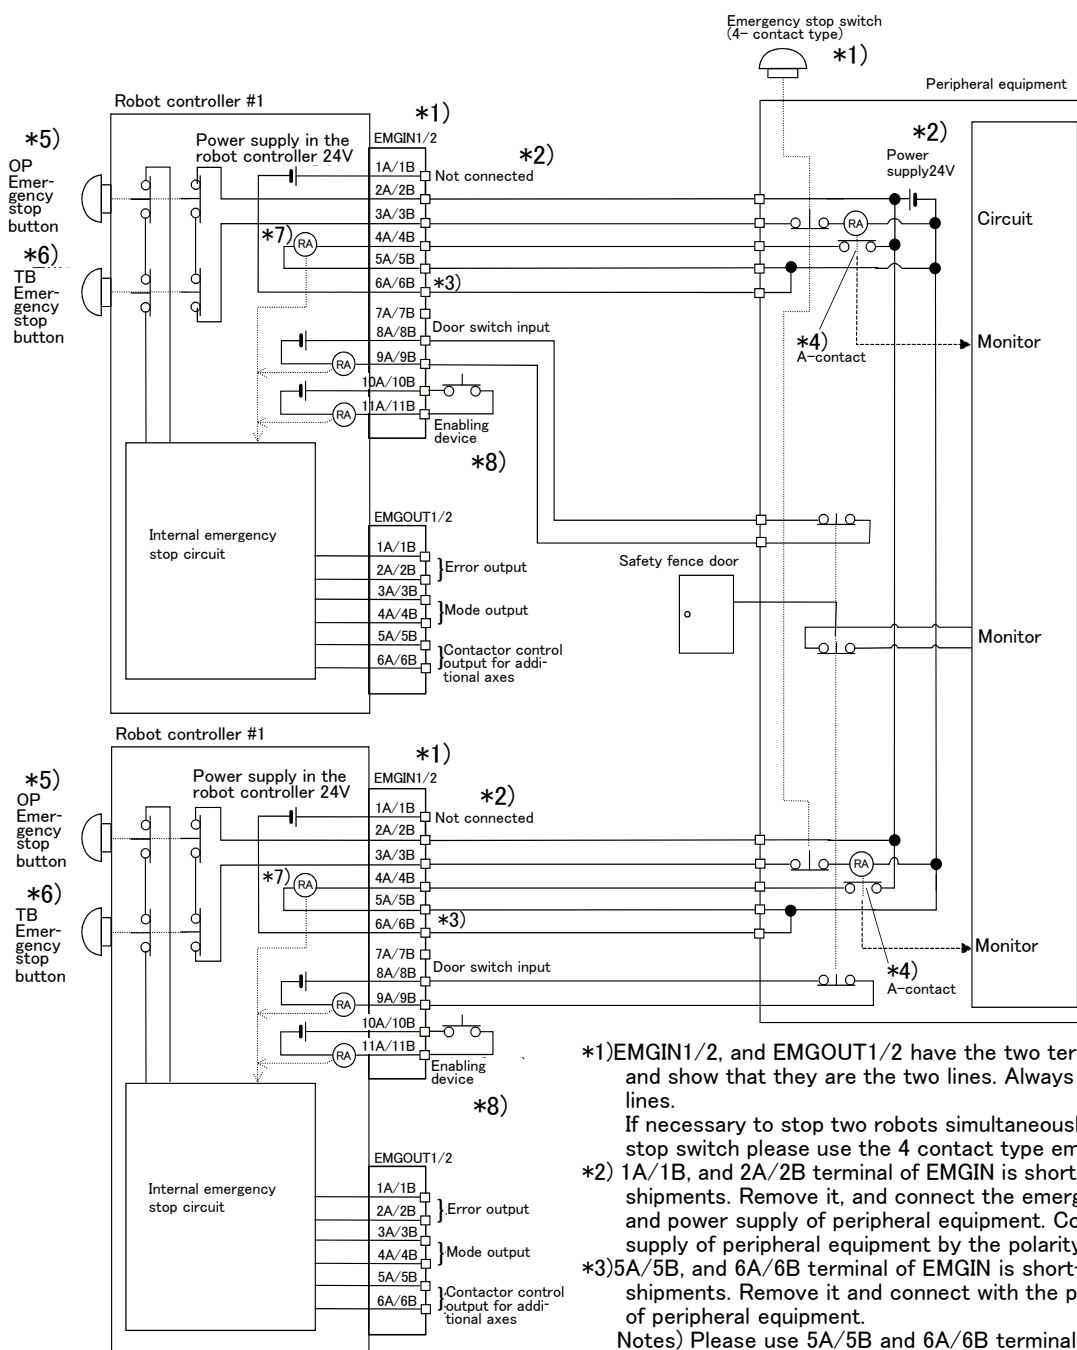 Emergency stop switch
(4- contact type)
*1)
Peripheral equipment
Robot controller #1
*1)
*5)
OP
Emer-
gency
stop
button
*6)
TB
Emer-
gency
stop
button
Power supply in the
robot controller 24V
EMGIN1/2
*2)
1A/1B
Not connected
2A/2B
3A/3B
*7)
RA
4A/4B
5A/5B
6A/6B
*3)
7A/7B
8A/8B
Door switch input
RA
9A/9B
10A/10B
RA
11A/11B
Enabling
device
*8)
*2)
Power
supply24V
Circuit
RA
*4)
A-contact
Monitor
Internal emergency
stop circuit
EMGOUT1/2
1A/1B
2A/2B
Error output
3A/3B
4A/4B
Mode output
5A/5B
6A/6B
Contactor control
output for addi-
tional axes
Safety fence door
Monitor
Robot controller #1
*1)
*5)
OP
Emer-
gency
stop
button
*6)
TB
Emer-
gency
stop
button
Power supply in the
robot controller 24V
EMGIN1/2
*2)
1A/1B
Not connected
2A/2B
3A/3B
*7)
RA
4A/4B
5A/5B
6A/6B
*3)
7A/7B
8A/8B
Door switch input
RA
9A/9B
10A/10B
RA
11A/11B
Enabling
device
*8)
RA
Monitor
*4)
A-contact
Internal emergency
stop circuit
EMGOUT1/2
1A/1B
2A/2B
Error output
3A/3B
4A/4B
Mode output
5A/5B
6A/6B
Contactor control
output for addi-
tional axes
*1)EMGIN1/2, and EMGOUT1/2 have the two ter
and show that they are the two lines. Always
lines.
If necessary to stop two robots simultaneous
stop switch please use the 4 contact type em
*2) 1A/1B, and 2A/2B terminal of EMGIN is short
shipments. Remove it, and connect the emerg
and power supply of peripheral equipment. Co
supply of peripheral equipment by the polarity
*3)5A/5B, and 6A/6B terminal of EMGIN is short-
shipments. Remove it and connect with the p
of peripheral equipment.
Notes) Please use 5A/5B and 6A/6B terminal